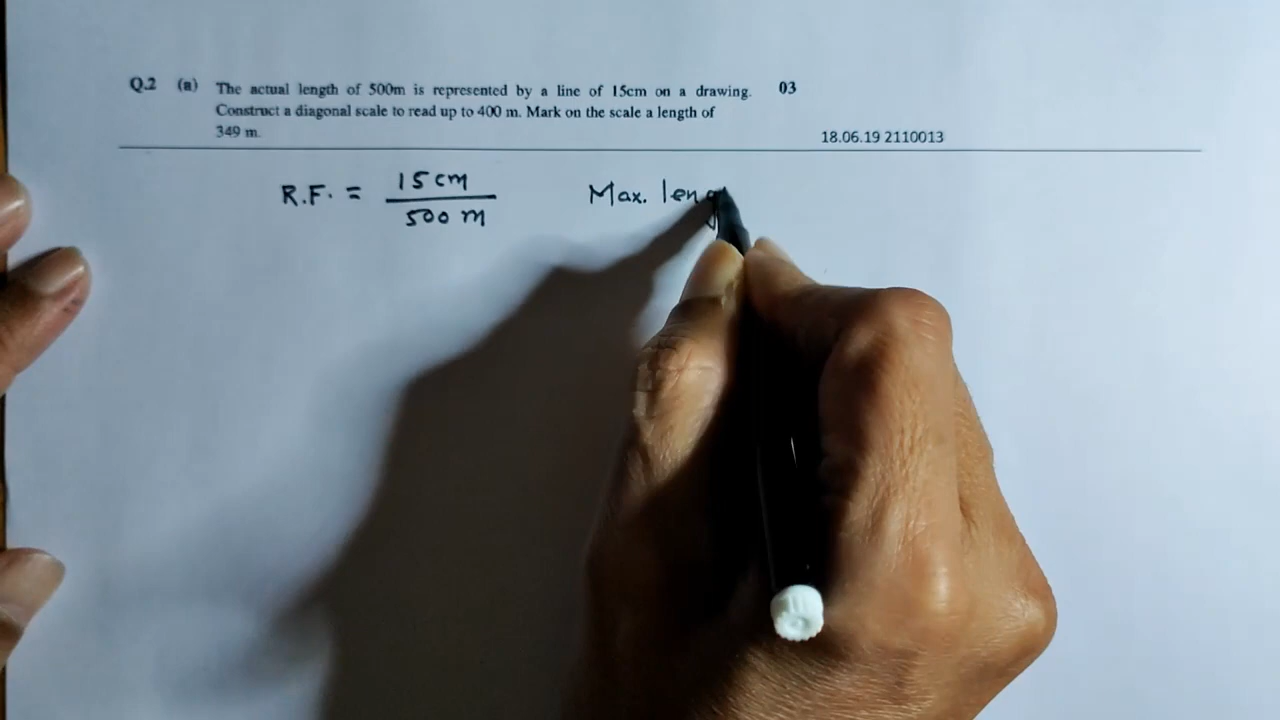 Q.2 (a) The actual length of 500m is represented by a line of 15cm on a drawing. 03
Construct a diagonal scale to read up to 400 m. Mark on the scale a length of
349 m.
18.06.19 2110013
R.F. = 15 cm
500 m
Max. leng